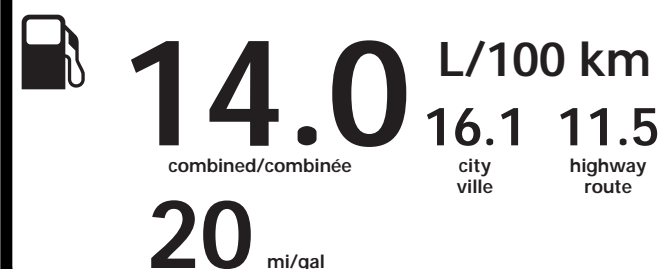 14.0 L/100 km
combined/combinée
16.1 11.5
city highway
ville route
20 mi/gal